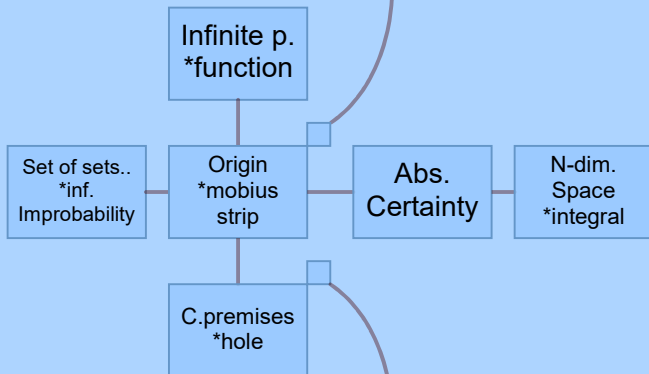 Infinite p.
*function
Set of sets..
*inf.
Improbability
Origin
*mobius
strip
Abs.
Certainty
N-dim.
Space
*integral
C.premises
*hole